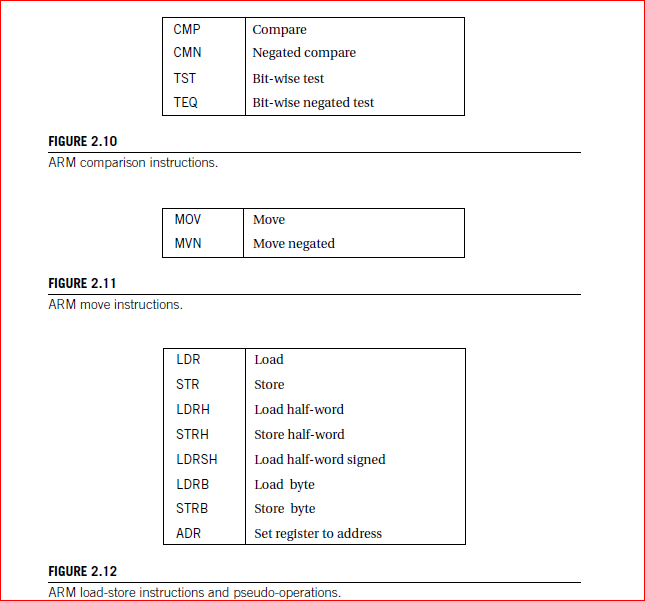 CMP Compare
CMN Negated compare
TST Bit-wise test
TEQ Bit-wise negated test
FIGURE 2.10
ARM comparison instructions.
MOV Move
MVN Move negated
FIGURE 2.11
ARM move instructions.
LDR Load
STR Store
LDRH Load half-word
STRH Store half-word
LDRSH Load half-word signed
LDRB Load byte
STRB Store byte
ADR Set register to address
FIGURE 2.12
ARM load-store instructions and pseudo-operations.